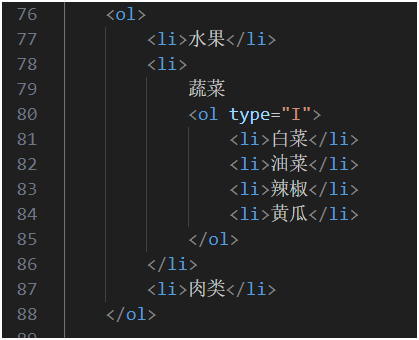 76 <ol>
77 <li>水果</li>
78 <li>
79 蔬菜
80 <ol type="I">
81 <li>白菜</li>
82 <li>油菜</li>
83 <li>辣椒</li>
84 <li>黄瓜</li>
85 </ol>
86 </li>
87 <li>肉类</li>
88 </ol>